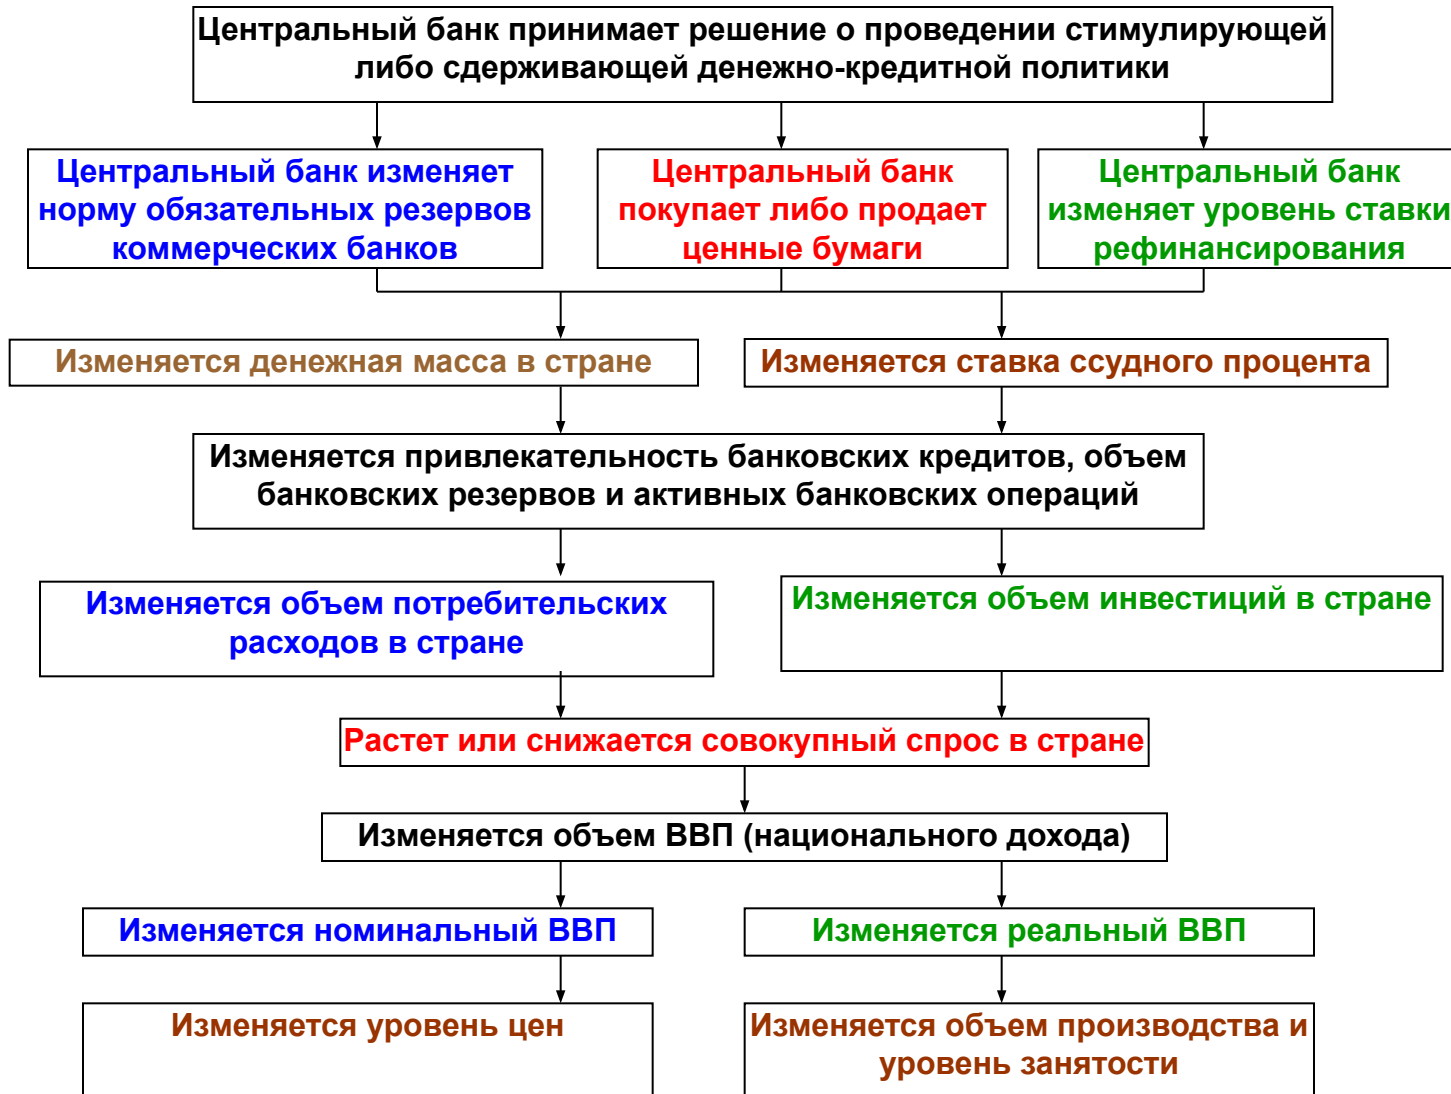 Центральный банк принимает решение о проведении стимулирующей
либо сдерживающей денежно-кредитной политики
Центральный банк изменяет
норму обязательных резервов
коммерческих банков
Центральный банк
покупает либо продает
ценные бумаги
Центральный банк
изменяет уровень ставки
рефинансирования
Изменяется денежная масса в стране
Изменяется ставка ссудного процента
Изменяется привлекательность банковских кредитов, объем
банковских резервов и активных банковских операций
Изменяется объем потребительских
расходов в стране
Изменяется объем инвестиций в стране
Растет или снижается совокупный спрос в стране
Изменяется объем ВВП (национального дохода)
Изменяется номинальный ВВП
Изменяется реальный ВВП
Изменяется уровень цен
Изменяется объем производства и
уровень занятости